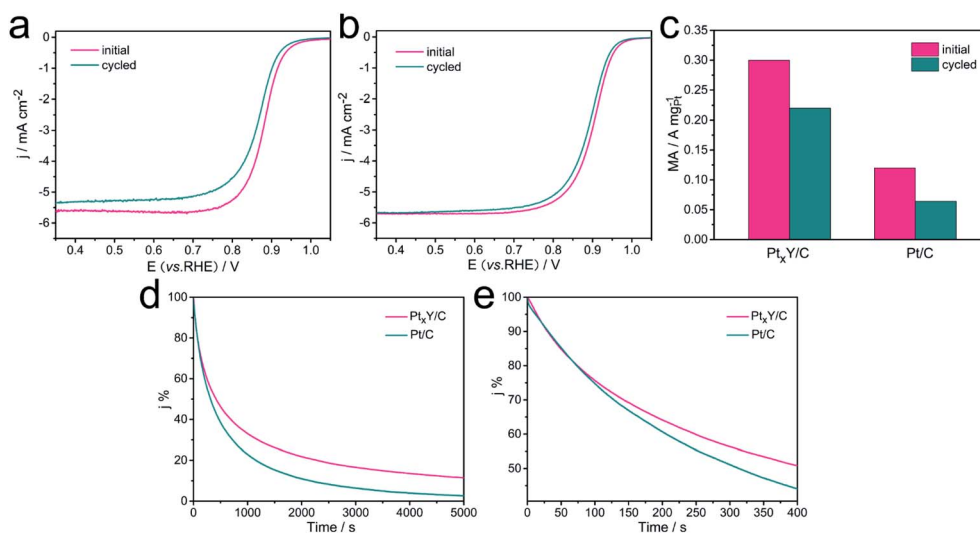 a
initial
cycled
j / mA cm-2
0
-1
-2
-3
-4
-5
-6
0.4 0.5 0.6 0.7 0.8 0.9 1.0
E (vs.RHE) / V
b
initial
cycled
j / mA cm-2
0
-1
-2
-3
-4
-5
-6
0.4 0.5 0.6 0.7 0.8 0.9 1.0
E (vs.RHE) / V
c
initial
cycled
MA / A mg-1Pt
0.35
0.30
0.25
0.20
0.15
0.10
0.05
0.00
PtxY/C Pt/C
d
PtxY/C
Pt/C
j %
100
80
60
40
20
0
0 1000 2000 3000 4000 5000
Time / s
e
PtxY/C
Pt/C
j %
100
90
80
70
60
50
0 50 100 150 200 250 300 350 400
Time / s